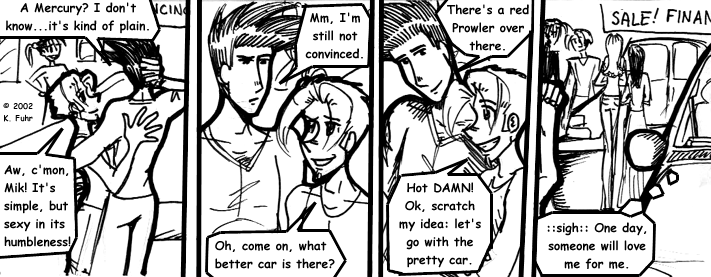 A Mercury? I don't
know...it's kind of plain.
NCING
© 2002
K. Fuhr
Aw, c'mon,
Mik! It's
simple, but
sexy in its
humbleness!
Mm, I'm
still not
convinced.
Oh, come on, what
better car is there?
There's a red
Prowler over
there.
Hot DAMN!
Ok, scratch
my idea: let's
go with the
pretty car.
SALE! FINAN
::sigh:: One day,
someone will love
me for me.